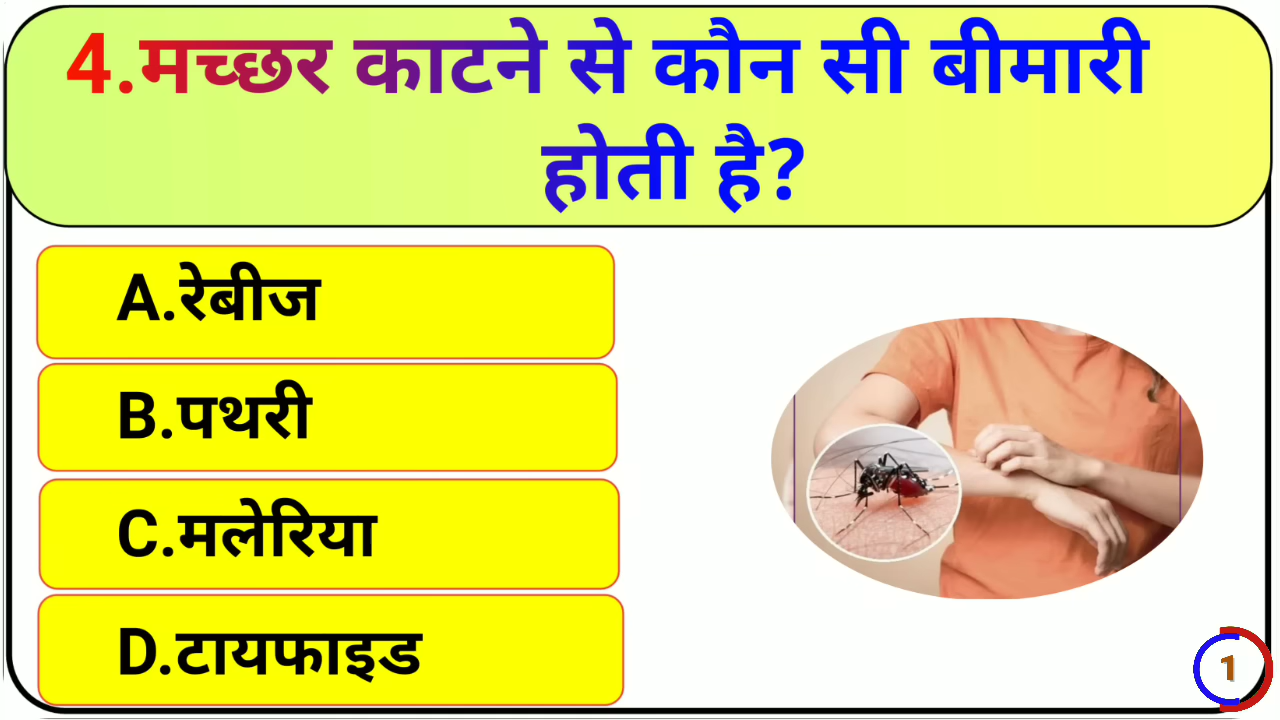 4.मच्छर काटने से कौन सी बीमारी
होती है?
A.रेबीज
B.पथरी
C.मलेरिया
D.टायफाइड
1